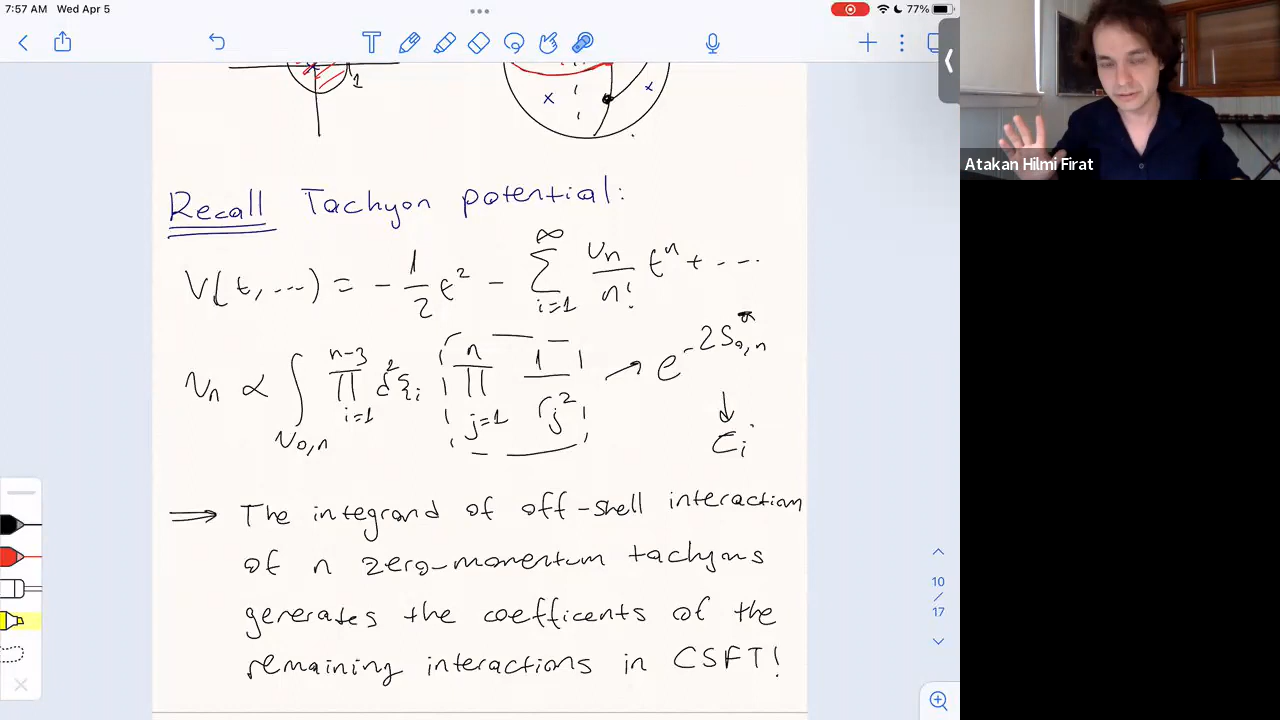 7:57 AM Wed Apr 5
77%
1
Recall Tachyon potential:
V(t, ...) = - 1/2 t² - ∑_{i=1}^{∞} v_n/n! t^n + ...
v_n ∝ ∫_{V_{0,n}} ∏_{i=1}^{n-3} d²ξ_i ∏_{j=1}^{n} 1/ρ_j² → e^{-2S_{0,n}}
↓
c_i
⟹ The integrand of off-shell interaction
of n zero-momentum tachyons
generates the coefficents of the
remaining interactions in CSFT!
10
/
17
Atakan Hilmi Firat